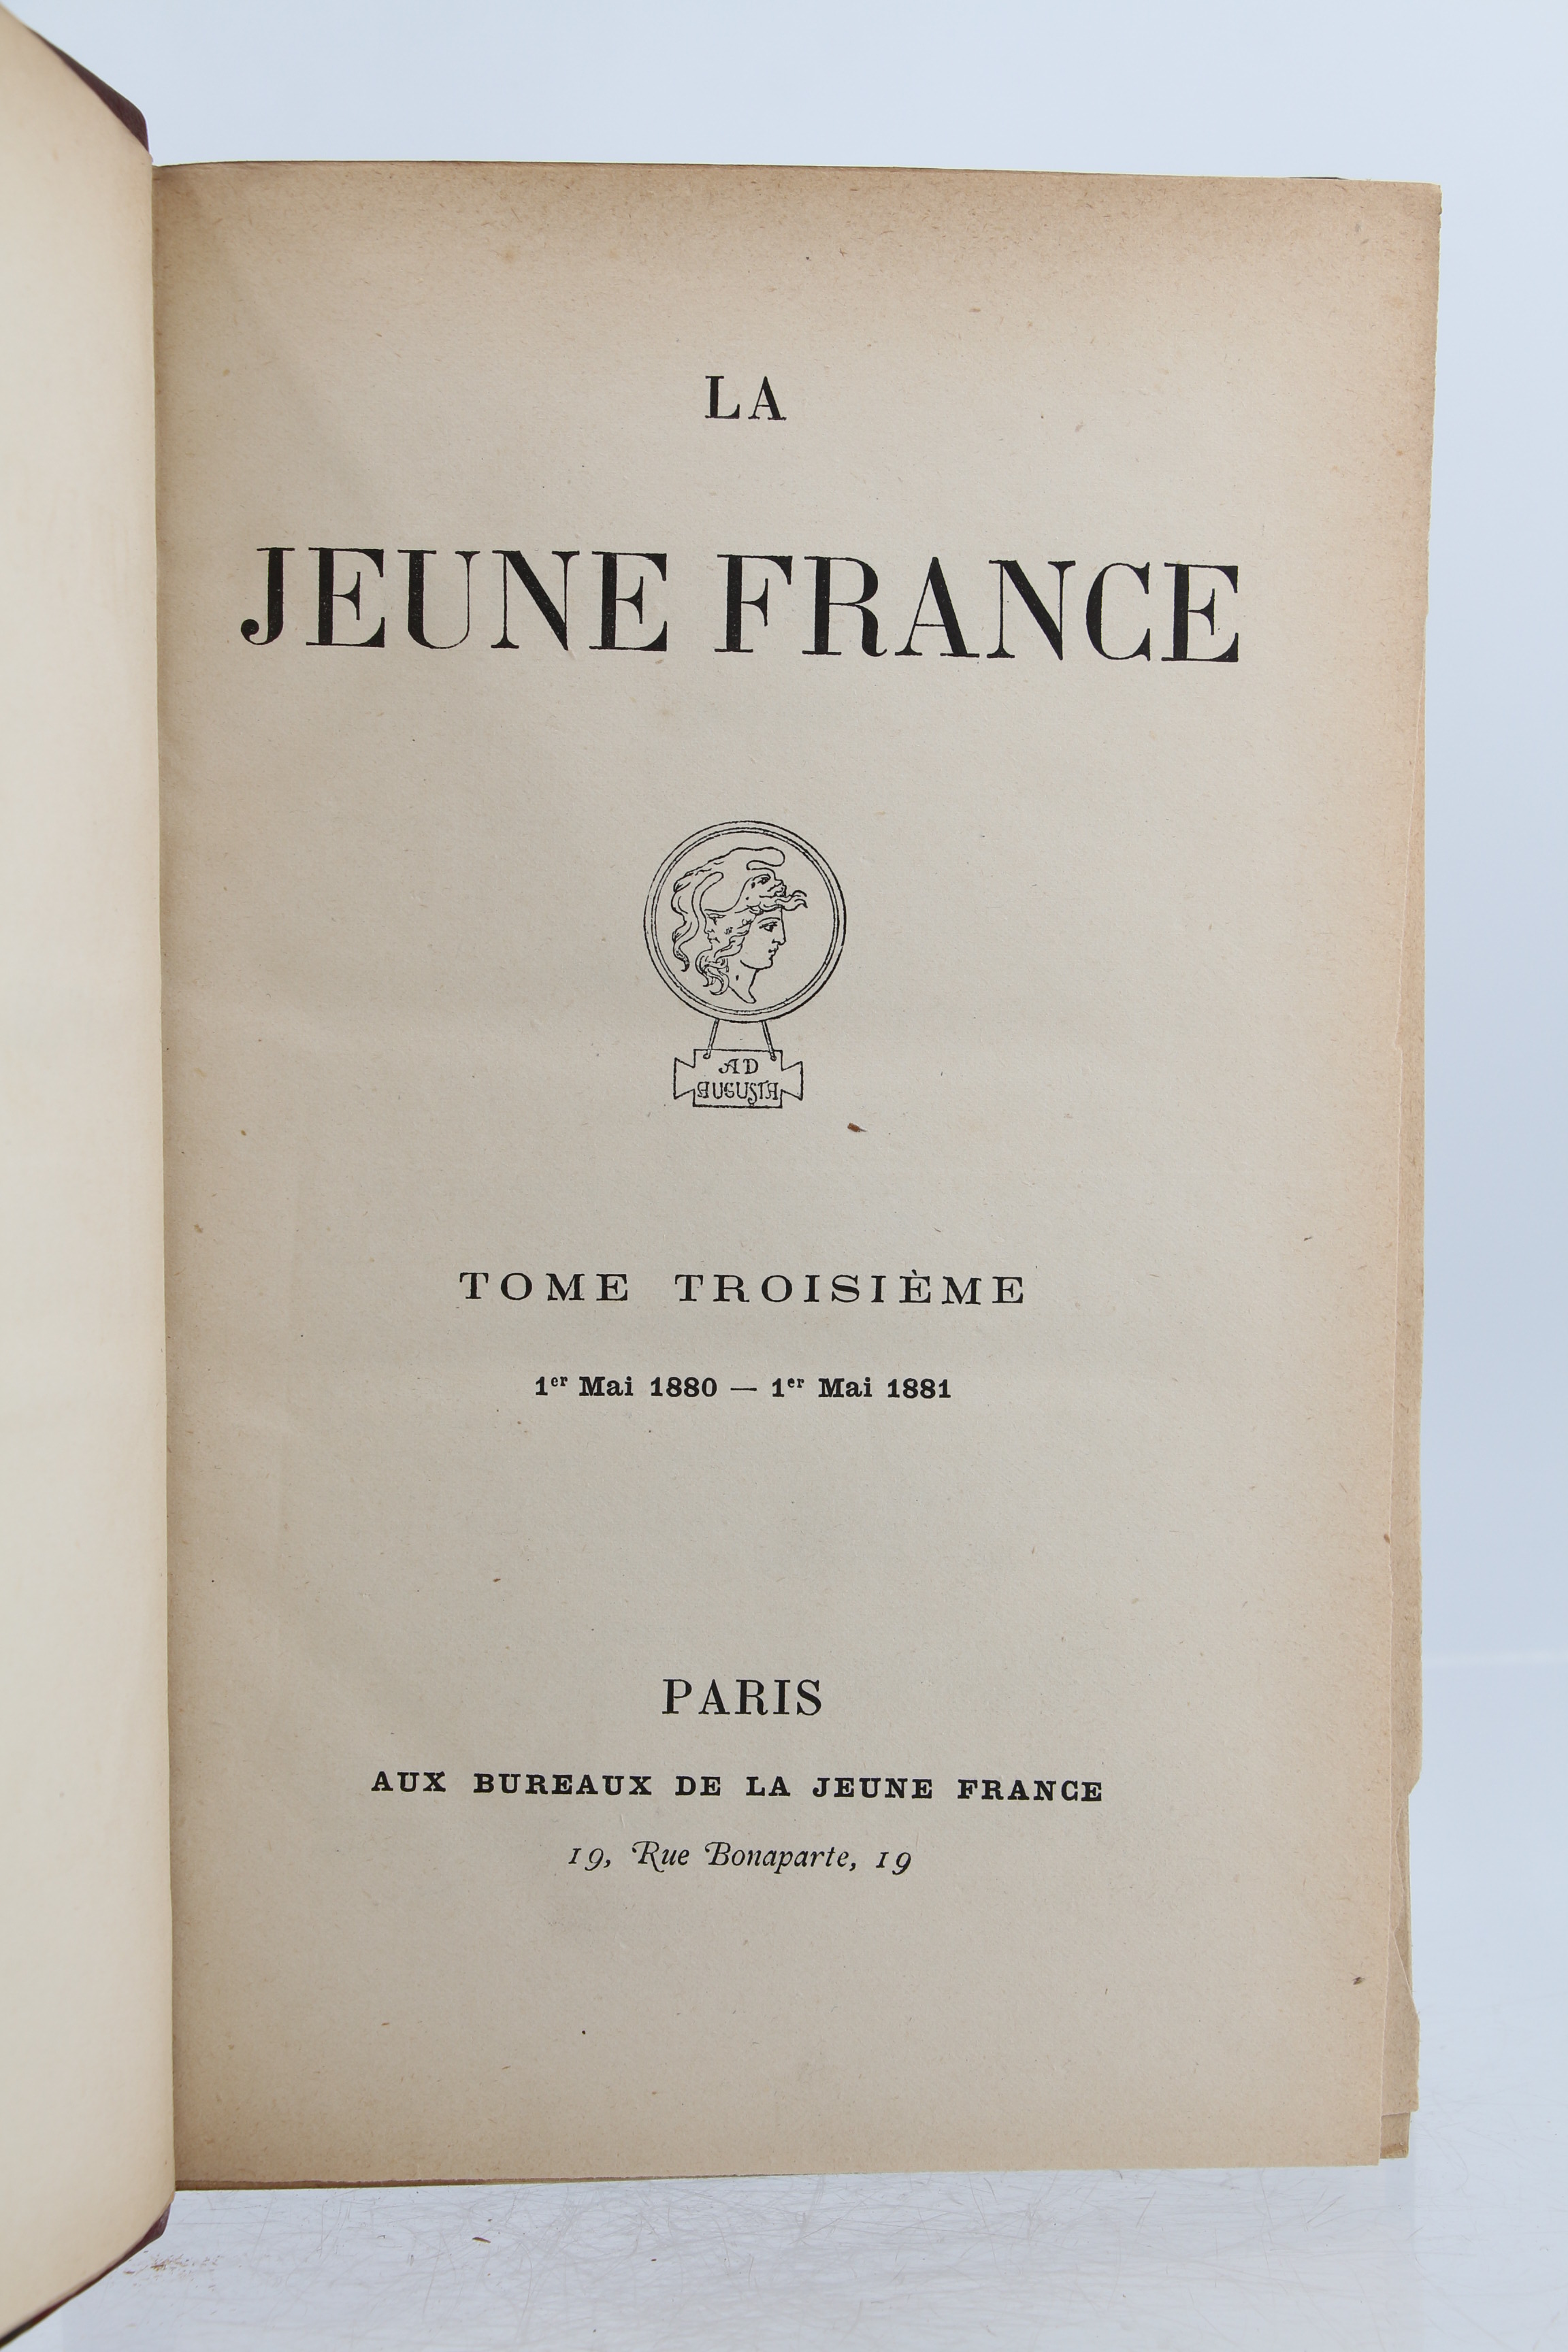 LA
JEUNE FRANCE
AD
AUGUSTA
TOME TROISIÈME
1er Mai 1880 — 1er Mai 1881
PARIS
AUX BUREAUX DE LA JEUNE FRANCE
19, Rue Bonaparte, 19